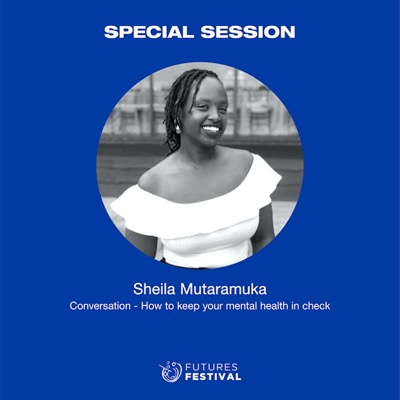 SPECIAL SESSION
Sheila Mutaramuka
Conversation - How to keep your mental health in check
FUTURES
FESTIVAL